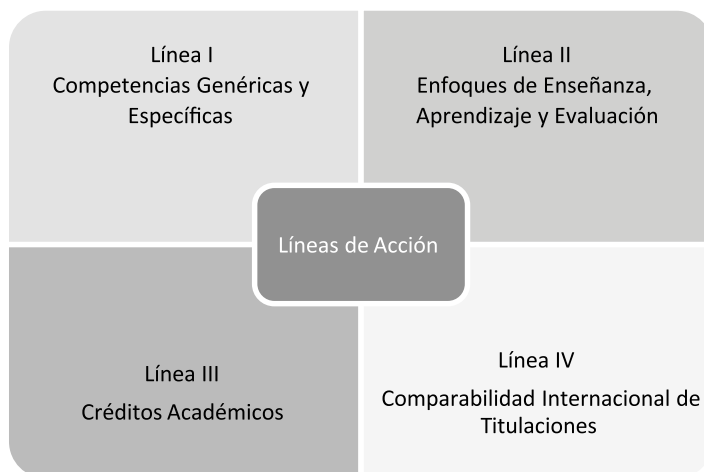 Línea I
Competencias Genéricas y
Específicas
Línea II
Enfoques de Enseñanza,
Aprendizaje y Evaluación
Líneas de Acción
Línea III
Créditos Académicos
Línea IV
Comparabilidad Internacional de
Titulaciones